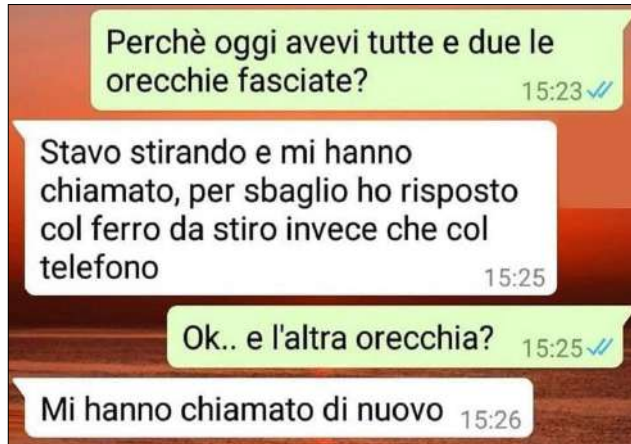 Perchè oggi avevi tutte e due le
orecchie fasciate?
15:23
Stavo stirando e mi hanno
chiamato, per sbaglio ho risposto
col ferro da stiro invece che col
telefono
15:25
Ok.. e l'altra orecchia?
15:25
Mi hanno chiamato di nuovo
15:26